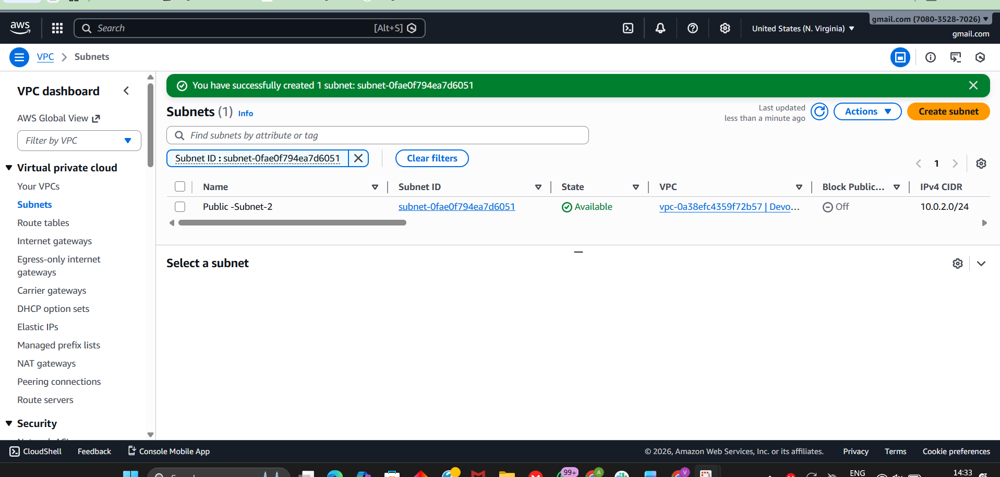 aws
Search
[Alt+S]
United States (N. Virginia)
gmail.com (7080-3528-7026)
gmail.com
VPC
Subnets
VPC dashboard
AWS Global View
Filter by VPC
Virtual private cloud
Your VPCs
Subnets
Route tables
Internet gateways
Egress-only internet
gateways
Carrier gateways
DHCP option sets
Elastic IPs
Managed prefix lists
NAT gateways
Peering connections
Route servers
Security
You have successfully created 1 subnet: subnet-0fae0f794ea7d6051
Subnets (1) Info
Last updated
less than a minute ago
Actions
Create subnet
Find subnets by attribute or tag
Subnet ID : subnet-0fae0f794ea7d6051
Clear filters
1
Name Subnet ID State VPC Block Public... IPv4 CIDR
Public -Subnet-2 subnet-0fae0f794ea7d6051 Available vpc-0a38efc4359f72b57 | Devo... Off 10.0.2.0/24
Select a subnet
CloudShell Feedback Console Mobile App © 2026, Amazon Web Services, Inc. or its affiliates. Privacy Terms Cookie preferences
99+
A
V
ENG
14:33